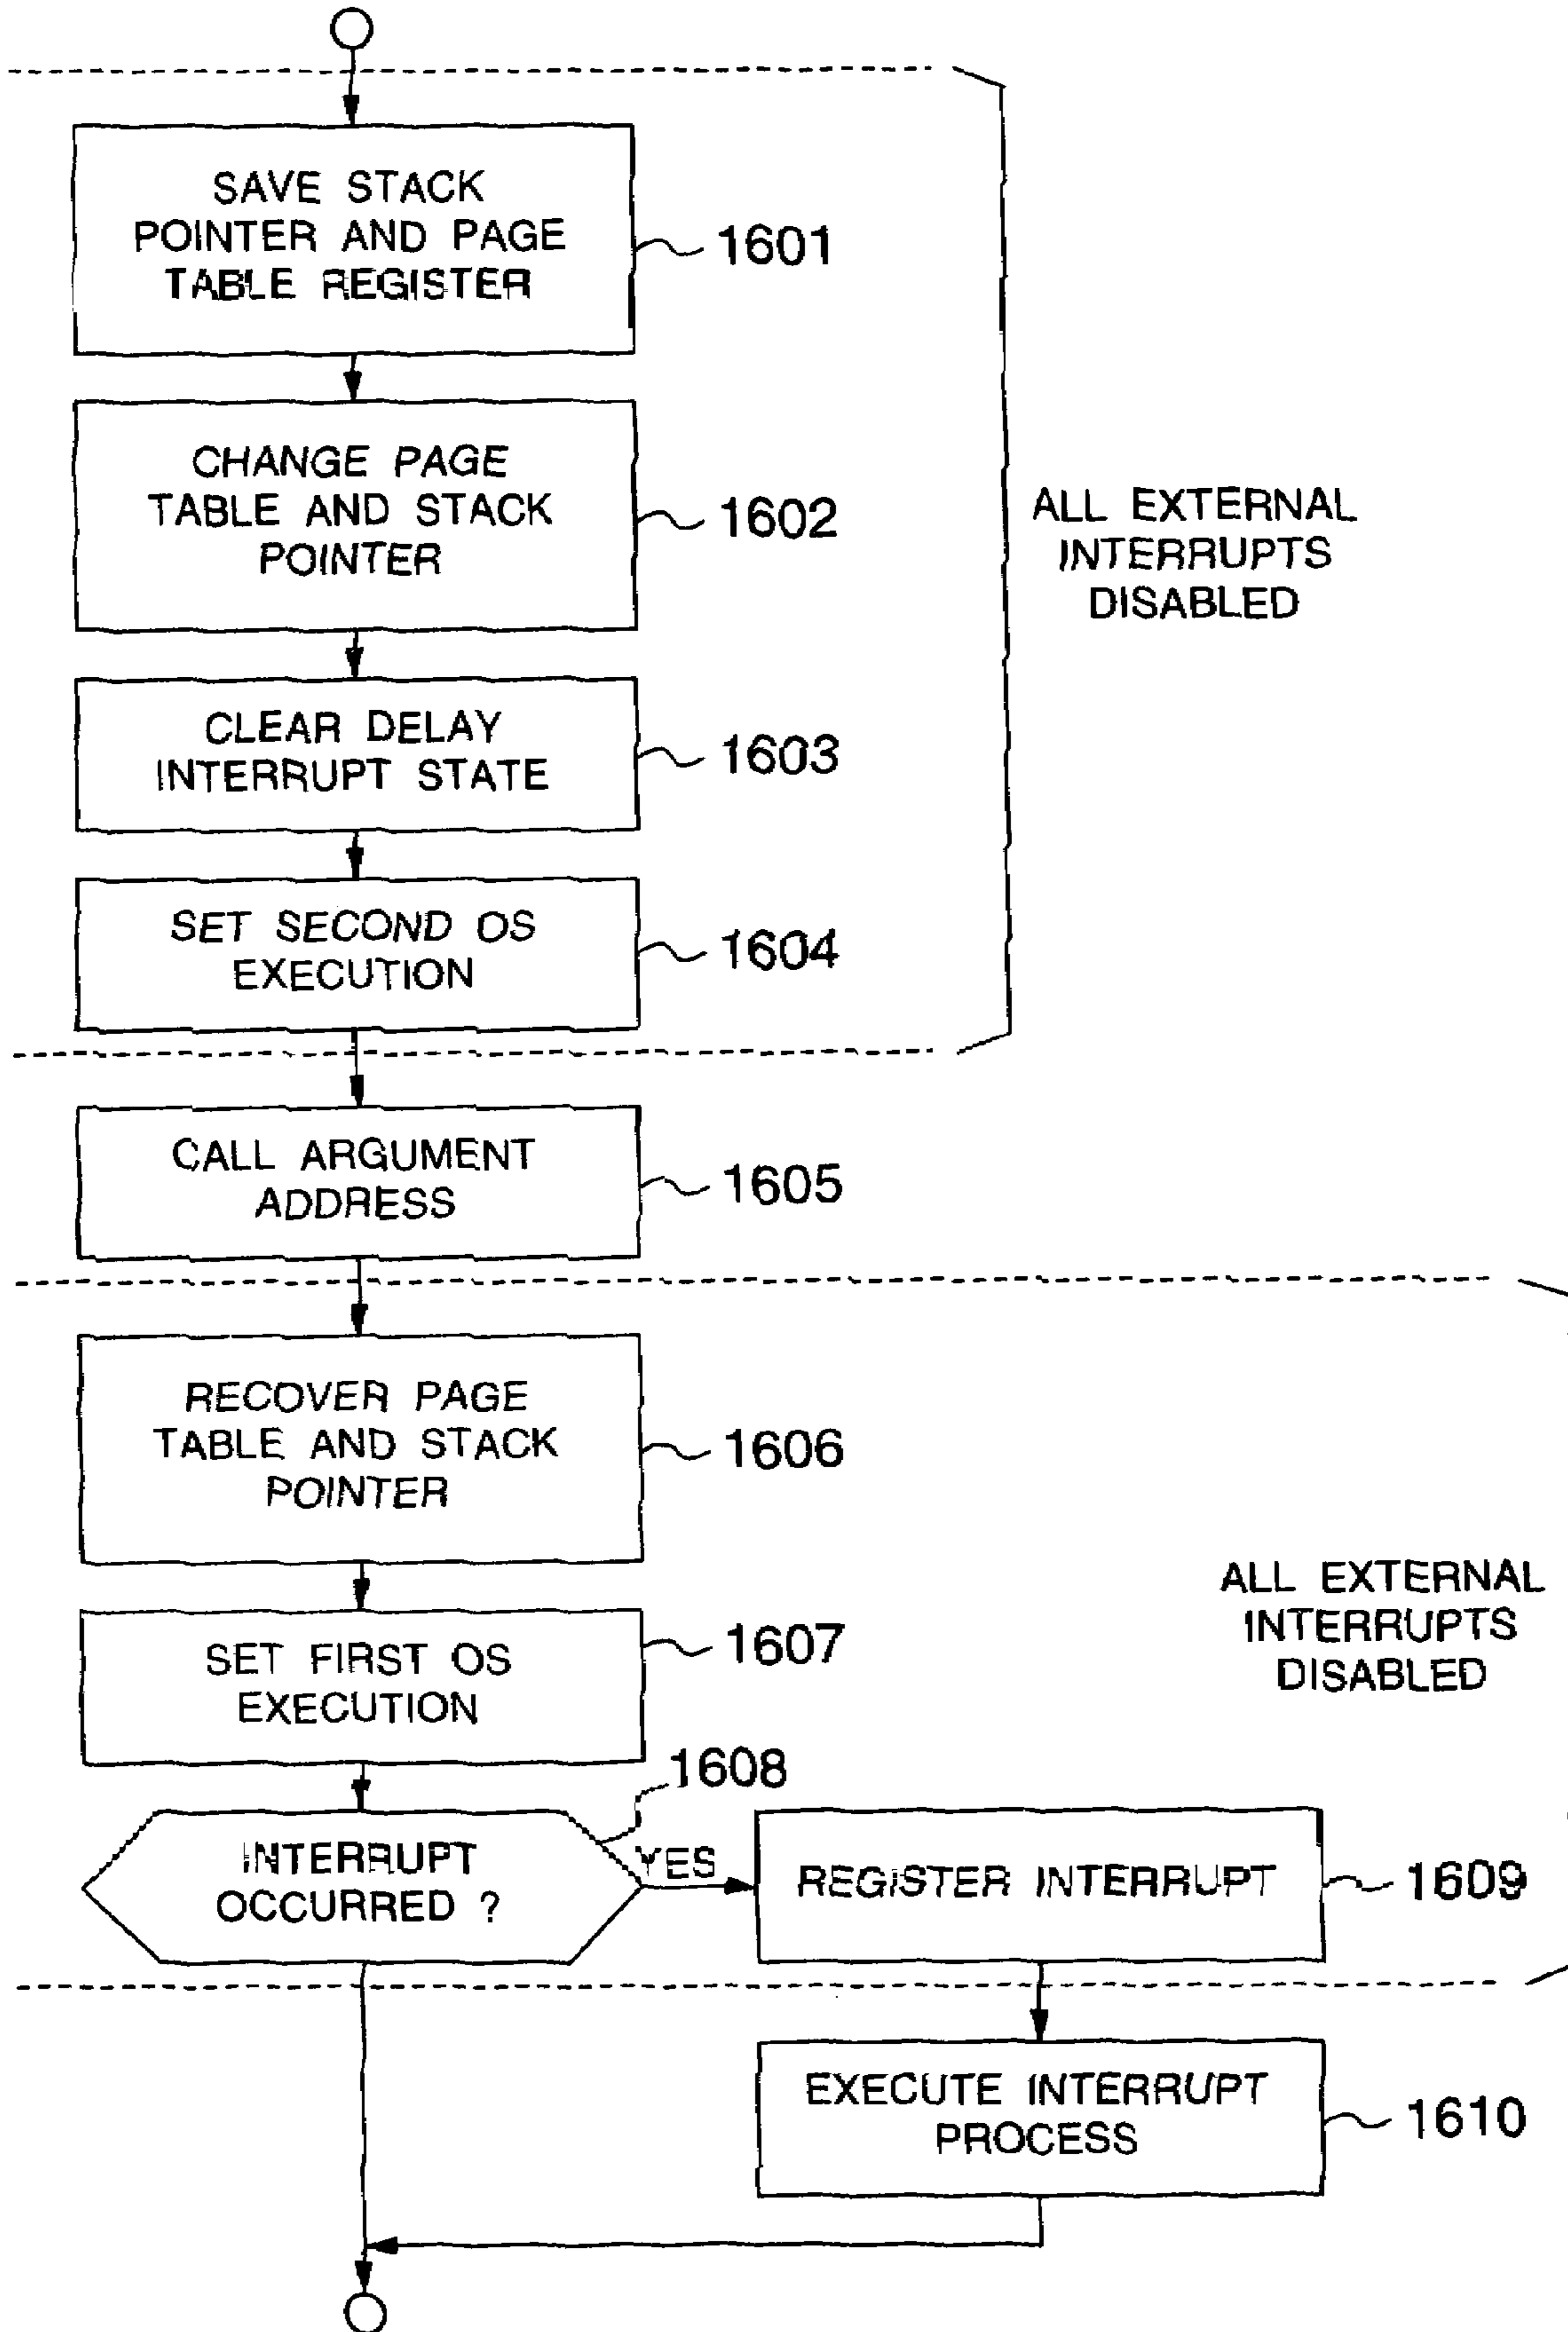 SAVE STACK
POINTER AND PAGE
TABLE REGISTER
1601
CHANGE PAGE
TABLE AND STACK
POINTER
1602
ALL EXTERNAL
INTERRUPTS
DISABLED
CLEAR DELAY
INTERRUPT STATE
1603
SET SECOND OS
EXECUTION
1604
CALL ARGUMENT
ADDRESS
1605
RECOVER PAGE
TABLE AND STACK
POINTER
1606
ALL EXTERNAL
INTERRUPTS
DISABLED
SET FIRST OS
EXECUTION
1607
1608
INTERRUPT
OCCURRED ?
YES
REGISTER INTERRUPT
1609
EXECUTE INTERRUPT
PROCESS
1610